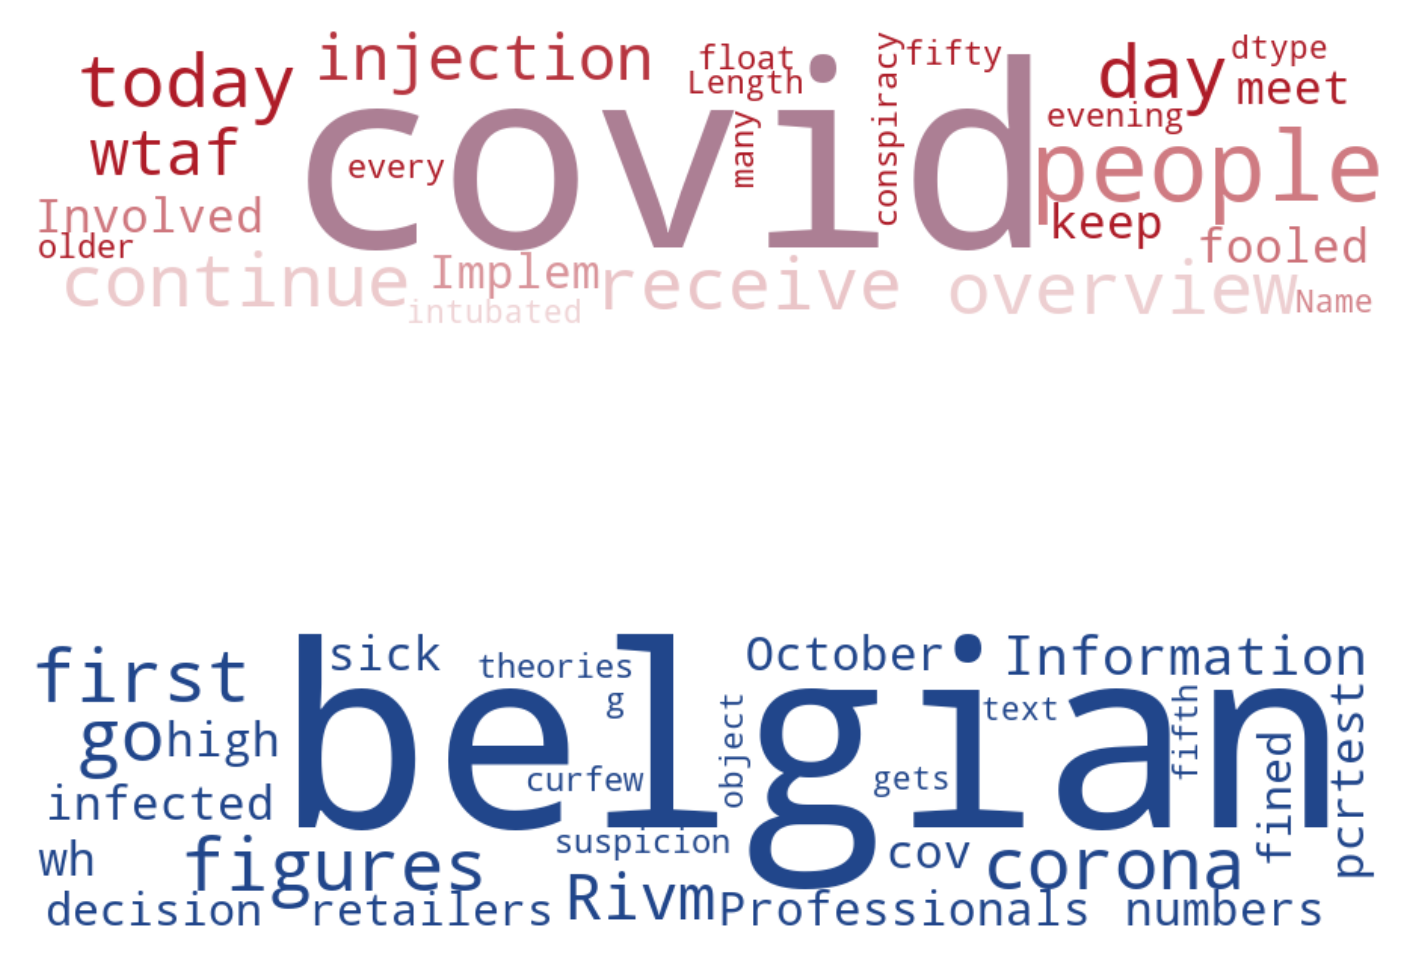 today
injection
float
Length
conspiracy
fifty
day
dtype
meet
covid
wtaf
every
many
evening
people
Involved
older
keep
fooled
continue
Implem
intubated
receive
overview
Name
first
sick
theories
g
October
Information
belgian
go
high
object
text
fifth
pcrtest
infected
curfew
gets
fined
wh
figures
suspicion
cov
corona
decision
retailers
Rivm
Professionals
numbers